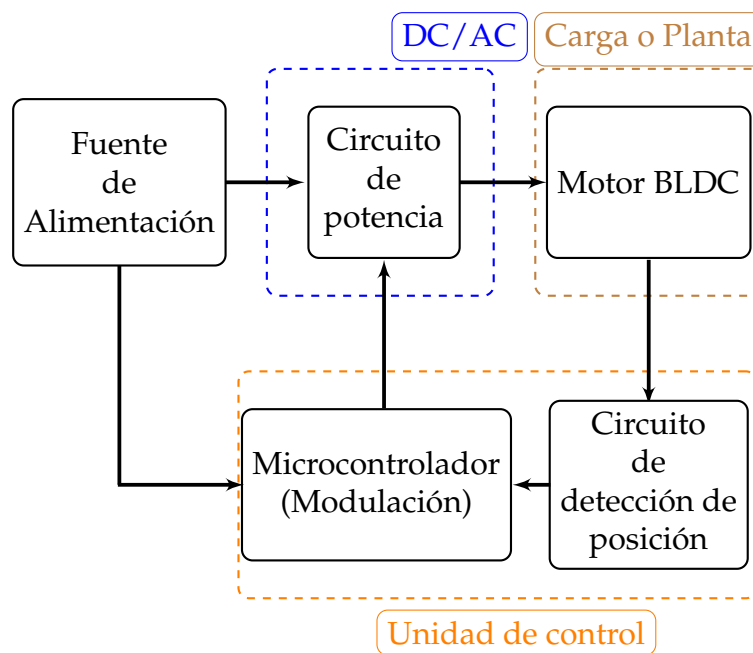 DC/AC
Carga o Planta
Fuente
de
Alimentación
Circuito
de
potencia
Motor BLDC
Microcontrolador
(Modulación)
Circuito
de
detección de
posición
Unidad de control